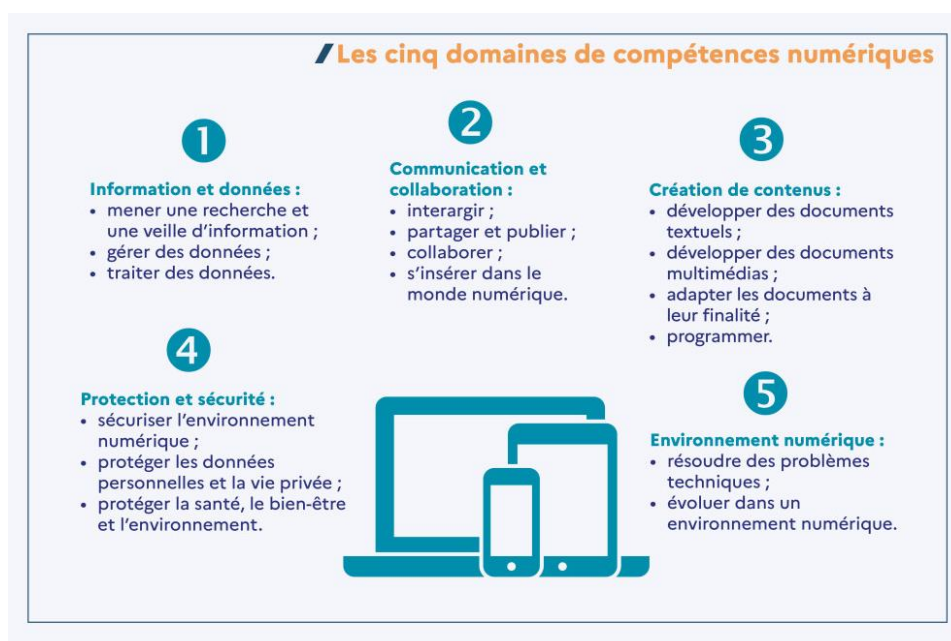 Les cinq domaines de compétences numériques
1
Information et données :
• mener une recherche et
une veille d’information ;
• gérer des données ;
• traiter des données.
2
Communication et
collaboration :
• interargir ;
• partager et publier ;
• collaborer ;
• s’insérer dans le
monde numérique.
3
Création de contenus :
• développer des documents
textuels ;
• développer des documents
multimédias ;
• adapter les documents à
leur finalité ;
• programmer.
4
Protection et sécurité :
• sécuriser l’environnement
numérique ;
• protéger les données
personnelles et la vie privée ;
• protéger la santé, le bien-être
et l’environnement.
5
Environnement numérique :
• résoudre des problèmes
techniques ;
• évoluer dans un
environnement numérique.